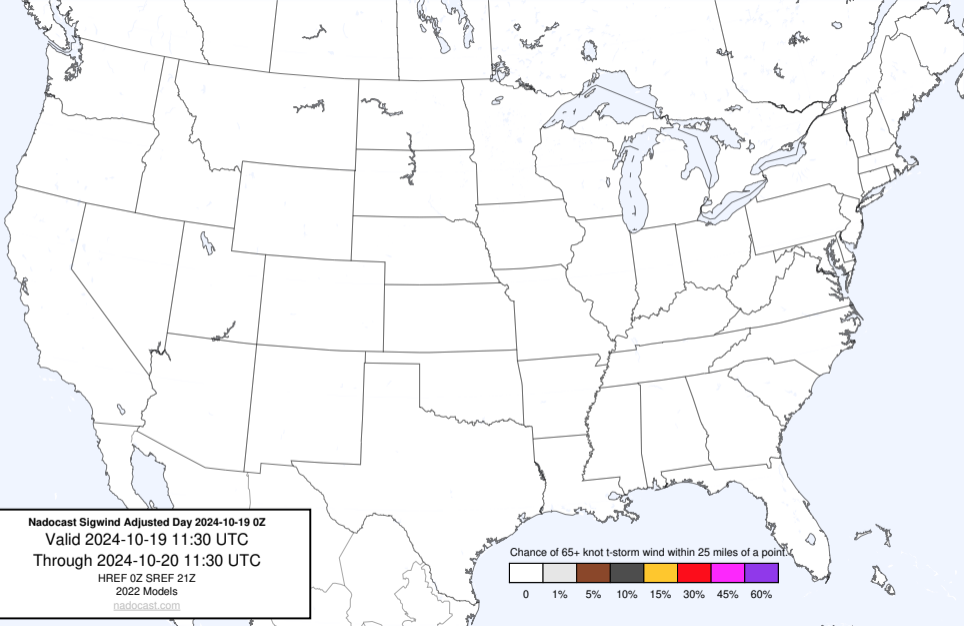 Nadocast Sigwind Adjusted Day 2024-10-19 0Z
Valid 2024-10-19 11:30 UTC
Through 2024-10-20 11:30 UTC
HREF 0Z SREF 21Z
2022 Models
nadocast.com
Chance of 65+ knot t-storm wind within 25 miles of a point.
0 1% 5% 10% 15% 30% 45% 60%